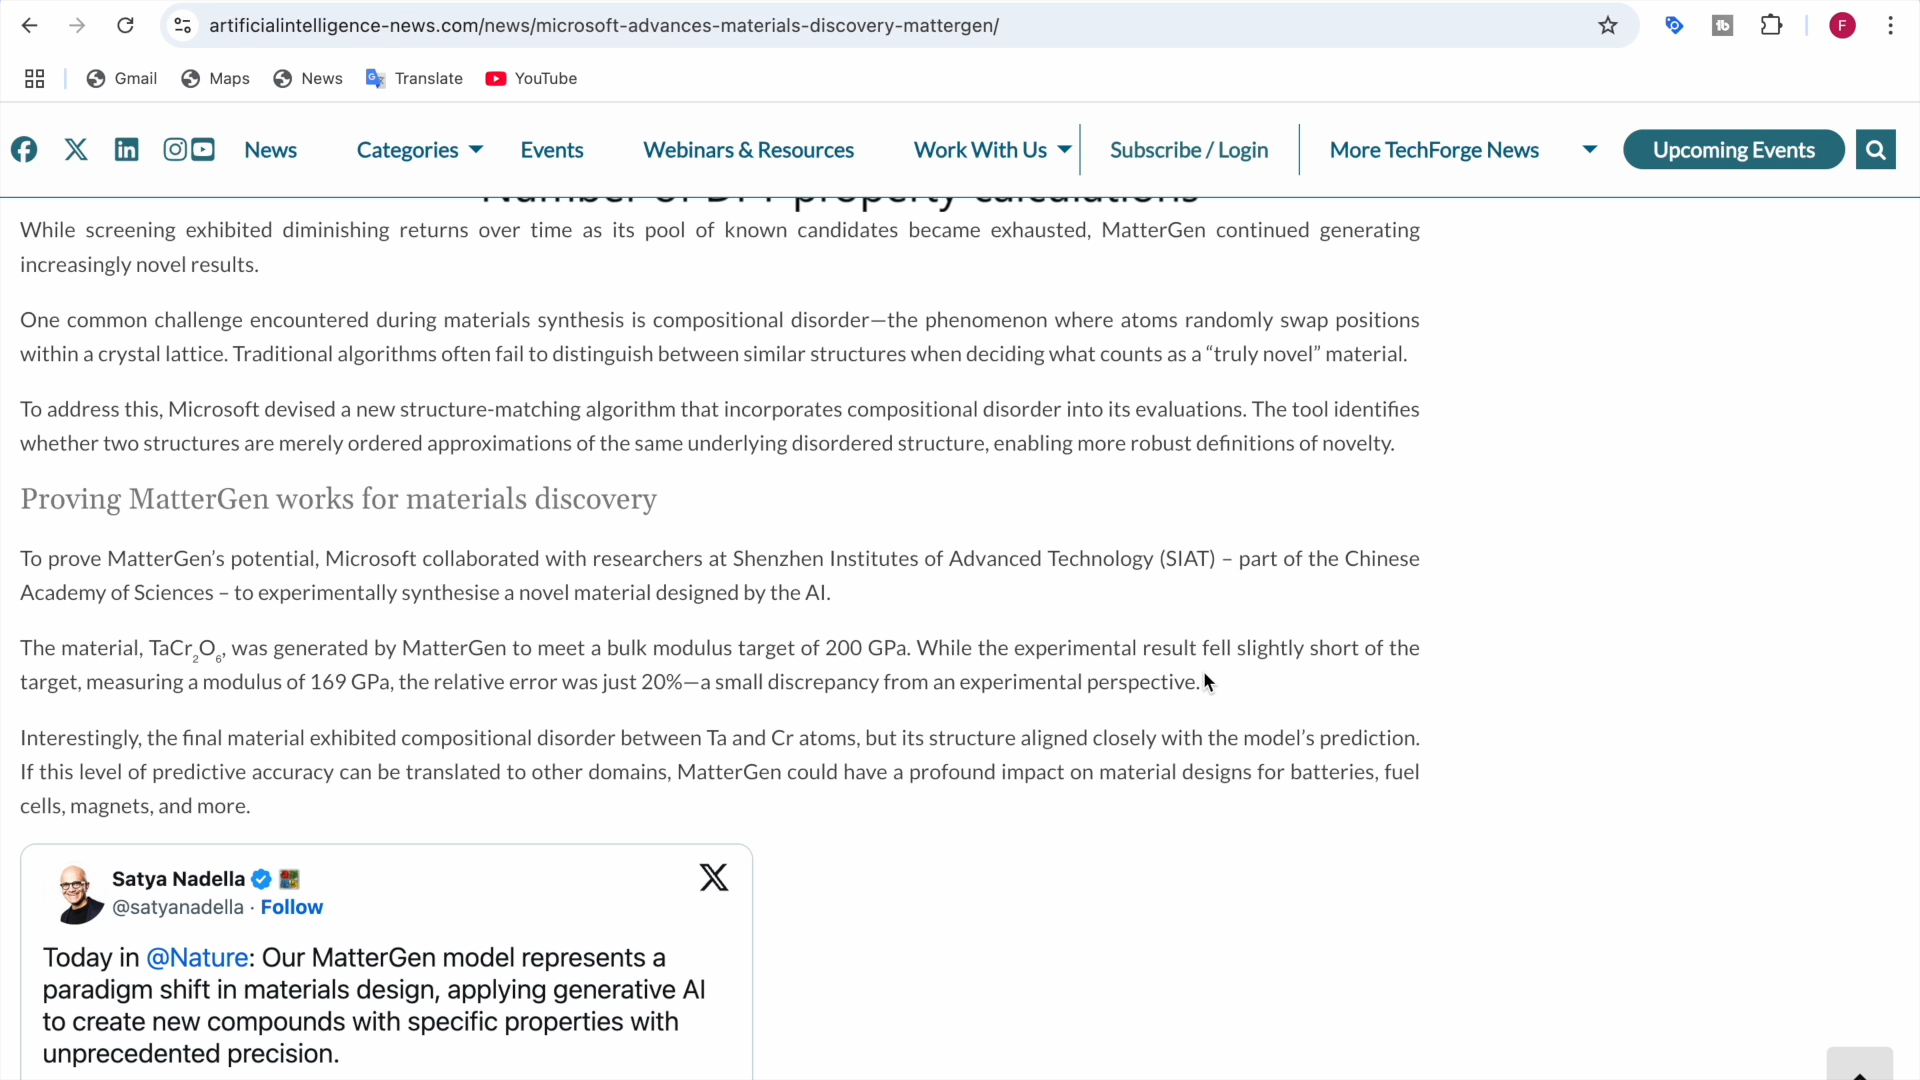 artificialintelligence-news.com/news/microsoft-advances-materials-discovery-mattergen/
F
Gmail
Maps
News
Translate
YouTube
News
Categories
Events
Webinars & Resources
Work With Us
Subscribe / Login
More TechForge News
Upcoming Events
Number of DFT property calculations
While screening exhibited diminishing returns over time as its pool of known candidates became exhausted, MatterGen continued generating
increasingly novel results.
One common challenge encountered during materials synthesis is compositional disorder—the phenomenon where atoms randomly swap positions
within a crystal lattice. Traditional algorithms often fail to distinguish between similar structures when deciding what counts as a “truly novel” material.
To address this, Microsoft devised a new structure-matching algorithm that incorporates compositional disorder into its evaluations. The tool identifies
whether two structures are merely ordered approximations of the same underlying disordered structure, enabling more robust definitions of novelty.
Proving MatterGen works for materials discovery
To prove MatterGen’s potential, Microsoft collaborated with researchers at Shenzhen Institutes of Advanced Technology (SIAT) – part of the Chinese
Academy of Sciences – to experimentally synthesise a novel material designed by the AI.
The material, TaCr₂O₆, was generated by MatterGen to meet a bulk modulus target of 200 GPa. While the experimental result fell slightly short of the
target, measuring a modulus of 169 GPa, the relative error was just 20%—a small discrepancy from an experimental perspective.
Interestingly, the final material exhibited compositional disorder between Ta and Cr atoms, but its structure aligned closely with the model’s prediction.
If this level of predictive accuracy can be translated to other domains, MatterGen could have a profound impact on material designs for batteries, fuel
cells, magnets, and more.
Satya Nadella
@satyanadella · Follow
Today in @Nature: Our MatterGen model represents a
paradigm shift in materials design, applying generative AI
to create new compounds with specific properties with
unprecedented precision.